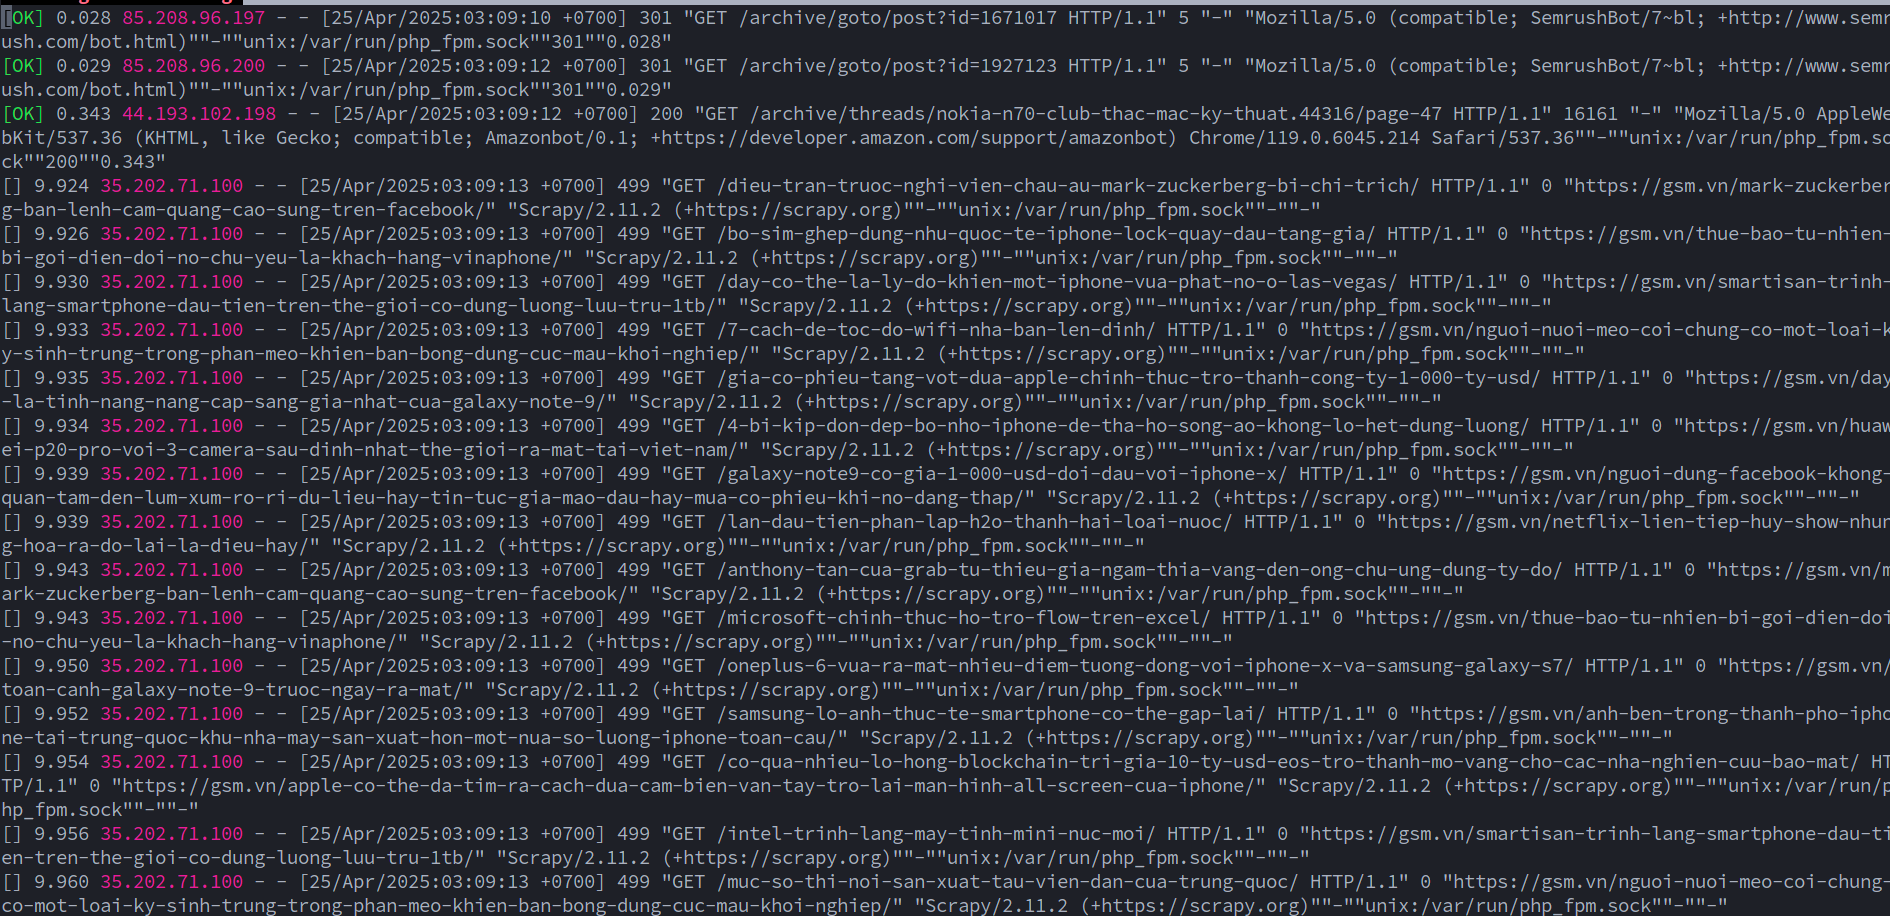 [OK] 0.028 85.208.96.197 - - [25/Apr/2025:03:09:10 +0700] 301 "GET /archive/goto/post?id=1671017 HTTP/1.1" 5 "-" "Mozilla/5.0 (compatible; SemrushBot/7~bl; +http://www.semr
ush.com/bot.html)""-""unix:/var/run/php_fpm.sock""301""0.028"
[OK] 0.029 85.208.96.200 - - [25/Apr/2025:03:09:12 +0700] 301 "GET /archive/goto/post?id=1927123 HTTP/1.1" 5 "-" "Mozilla/5.0 (compatible; SemrushBot/7~bl; +http://www.semr
ush.com/bot.html)""-""unix:/var/run/php_fpm.sock""301""0.029"
[OK] 0.343 44.193.102.198 - - [25/Apr/2025:03:09:12 +0700] 200 "GET /archive/threads/nokia-n70-club-thac-mac-ky-thuat.44316/page-47 HTTP/1.1" 16161 "-" "Mozilla/5.0 AppleWe
bKit/537.36 (KHTML, like Gecko; compatible; Amazonbot/0.1; +https://developer.amazon.com/support/amazonbot) Chrome/119.0.6045.214 Safari/537.36""-""unix:/var/run/php_fpm.so
ck""200""0.343"
[] 9.924 35.202.71.100 - - [25/Apr/2025:03:09:13 +0700] 499 "GET /dieu-tran-truoc-nghi-vien-chau-au-mark-zuckerberg-bi-chi-trich/ HTTP/1.1" 0 "https://gsm.vn/mark-zuckerber
g-ban-lenh-cam-quang-cao-sung-tren-facebook/" "Scrapy/2.11.2 (+https://scrapy.org)""-""unix:/var/run/php_fpm.sock""-""-"
[] 9.926 35.202.71.100 - - [25/Apr/2025:03:09:13 +0700] 499 "GET /bo-sim-ghep-dung-nhu-quoc-te-iphone-lock-quay-dau-tang-gia/ HTTP/1.1" 0 "https://gsm.vn/thue-bao-tu-nhien-
bi-goi-dien-doi-no-chu-yeu-la-khach-hang-vinaphone/" "Scrapy/2.11.2 (+https://scrapy.org)""-""unix:/var/run/php_fpm.sock""-""-"
[] 9.930 35.202.71.100 - - [25/Apr/2025:03:09:13 +0700] 499 "GET /day-co-the-la-ly-do-khien-mot-iphone-vua-phat-no-o-las-vegas/ HTTP/1.1" 0 "https://gsm.vn/smartisan-trinh-
lang-smartphone-dau-tien-tren-the-gioi-co-dung-luong-luu-tru-1tb/" "Scrapy/2.11.2 (+https://scrapy.org)""-""unix:/var/run/php_fpm.sock""-""-"
[] 9.933 35.202.71.100 - - [25/Apr/2025:03:09:13 +0700] 499 "GET /7-cach-de-toc-do-wifi-nha-ban-len-dinh/ HTTP/1.1" 0 "https://gsm.vn/nguoi-nuoi-meo-coi-chung-co-mot-loai-k
y-sinh-trung-trong-phan-meo-khien-ban-bong-dung-cuc-mau-khoi-nghiep/" "Scrapy/2.11.2 (+https://scrapy.org)""-""unix:/var/run/php_fpm.sock""-""-"
[] 9.935 35.202.71.100 - - [25/Apr/2025:03:09:13 +0700] 499 "GET /gia-co-phieu-tang-vot-dua-apple-chinh-thuc-tro-thanh-cong-ty-1-000-ty-usd/ HTTP/1.1" 0 "https://gsm.vn/day
-la-tinh-nang-nang-cap-sang-gia-nhat-cua-galaxy-note-9/" "Scrapy/2.11.2 (+https://scrapy.org)""-""unix:/var/run/php_fpm.sock""-""-"
[] 9.934 35.202.71.100 - - [25/Apr/2025:03:09:13 +0700] 499 "GET /4-bi-kip-don-dep-bo-nho-iphone-de-tha-ho-song-ao-khong-lo-het-dung-luong/ HTTP/1.1" 0 "https://gsm.vn/huaw
ei-p20-pro-voi-3-camera-sau-dinh-nhat-the-gioi-ra-mat-tai-viet-nam/" "Scrapy/2.11.2 (+https://scrapy.org)""-""unix:/var/run/php_fpm.sock""-""-"
[] 9.939 35.202.71.100 - - [25/Apr/2025:03:09:13 +0700] 499 "GET /galaxy-note9-co-gia-1-000-usd-doi-dau-voi-iphone-x/ HTTP/1.1" 0 "https://gsm.vn/nguoi-dung-facebook-khong-
quan-tam-den-lum-xum-ro-ri-du-lieu-hay-tin-tuc-gia-mao-dau-hay-mua-co-phieu-khi-no-dang-thap/" "Scrapy/2.11.2 (+https://scrapy.org)""-""unix:/var/run/php_fpm.sock""-""-"
[] 9.939 35.202.71.100 - - [25/Apr/2025:03:09:13 +0700] 499 "GET /lan-dau-tien-phan-lap-h2o-thanh-hai-loai-nuoc/ HTTP/1.1" 0 "https://gsm.vn/netflix-lien-tiep-huy-show-nhun
g-hoa-ra-do-lai-la-dieu-hay/" "Scrapy/2.11.2 (+https://scrapy.org)""-""unix:/var/run/php_fpm.sock""-""-"
[] 9.943 35.202.71.100 - - [25/Apr/2025:03:09:13 +0700] 499 "GET /anthony-tan-cua-grab-tu-thieu-gia-ngam-thia-vang-den-ong-chu-ung-dung-ty-do/ HTTP/1.1" 0 "https://gsm.vn/m
ark-zuckerberg-ban-lenh-cam-quang-cao-sung-tren-facebook/" "Scrapy/2.11.2 (+https://scrapy.org)""-""unix:/var/run/php_fpm.sock""-""-"
[] 9.943 35.202.71.100 - - [25/Apr/2025:03:09:13 +0700] 499 "GET /microsoft-chinh-thuc-ho-tro-flow-tren-excel/ HTTP/1.1" 0 "https://gsm.vn/thue-bao-tu-nhien-bi-goi-dien-doi
-no-chu-yeu-la-khach-hang-vinaphone/" "Scrapy/2.11.2 (+https://scrapy.org)""-""unix:/var/run/php_fpm.sock""-""-"
[] 9.950 35.202.71.100 - - [25/Apr/2025:03:09:13 +0700] 499 "GET /oneplus-6-vua-ra-mat-nhieu-diem-tuong-dong-voi-iphone-x-va-samsung-galaxy-s7/ HTTP/1.1" 0 "https://gsm.vn/
toan-canh-galaxy-note-9-truoc-ngay-ra-mat/" "Scrapy/2.11.2 (+https://scrapy.org)""-""unix:/var/run/php_fpm.sock""-""-"
[] 9.952 35.202.71.100 - - [25/Apr/2025:03:09:13 +0700] 499 "GET /samsung-lo-anh-thuc-te-smartphone-co-the-gap-lai/ HTTP/1.1" 0 "https://gsm.vn/anh-ben-trong-thanh-pho-ipho
ne-tai-trung-quoc-khu-nha-may-san-xuat-hon-mot-nua-so-luong-iphone-toan-cau/" "Scrapy/2.11.2 (+https://scrapy.org)""-""unix:/var/run/php_fpm.sock""-""-"
[] 9.954 35.202.71.100 - - [25/Apr/2025:03:09:13 +0700] 499 "GET /co-qua-nhieu-lo-hong-blockchain-tri-gia-10-ty-usd-eos-tro-thanh-mo-vang-cho-cac-nha-nghien-cuu-bao-mat/ HT
TP/1.1" 0 "https://gsm.vn/apple-co-the-da-tim-ra-cach-dua-cam-bien-van-tay-tro-lai-man-hinh-all-screen-cua-iphone/" "Scrapy/2.11.2 (+https://scrapy.org)""-""unix:/var/run/p
hp_fpm.sock""-""-"
[] 9.956 35.202.71.100 - - [25/Apr/2025:03:09:13 +0700] 499 "GET /intel-trinh-lang-may-tinh-mini-nuc-moi/ HTTP/1.1" 0 "https://gsm.vn/smartisan-trinh-lang-smartphone-dau-ti
en-tren-the-gioi-co-dung-luong-luu-tru-1tb/" "Scrapy/2.11.2 (+https://scrapy.org)""-""unix:/var/run/php_fpm.sock""-""-"
[] 9.960 35.202.71.100 - - [25/Apr/2025:03:09:13 +0700] 499 "GET /muc-so-thi-noi-san-xuat-tau-vien-dan-cua-trung-quoc/ HTTP/1.1" 0 "https://gsm.vn/nguoi-nuoi-meo-coi-chung-
co-mot-loai-ky-sinh-trung-trong-phan-meo-khien-ban-bong-dung-cuc-mau-khoi-nghiep/" "Scrapy/2.11.2 (+https://scrapy.org)""-""unix:/var/run/php_fpm.sock""-""-"